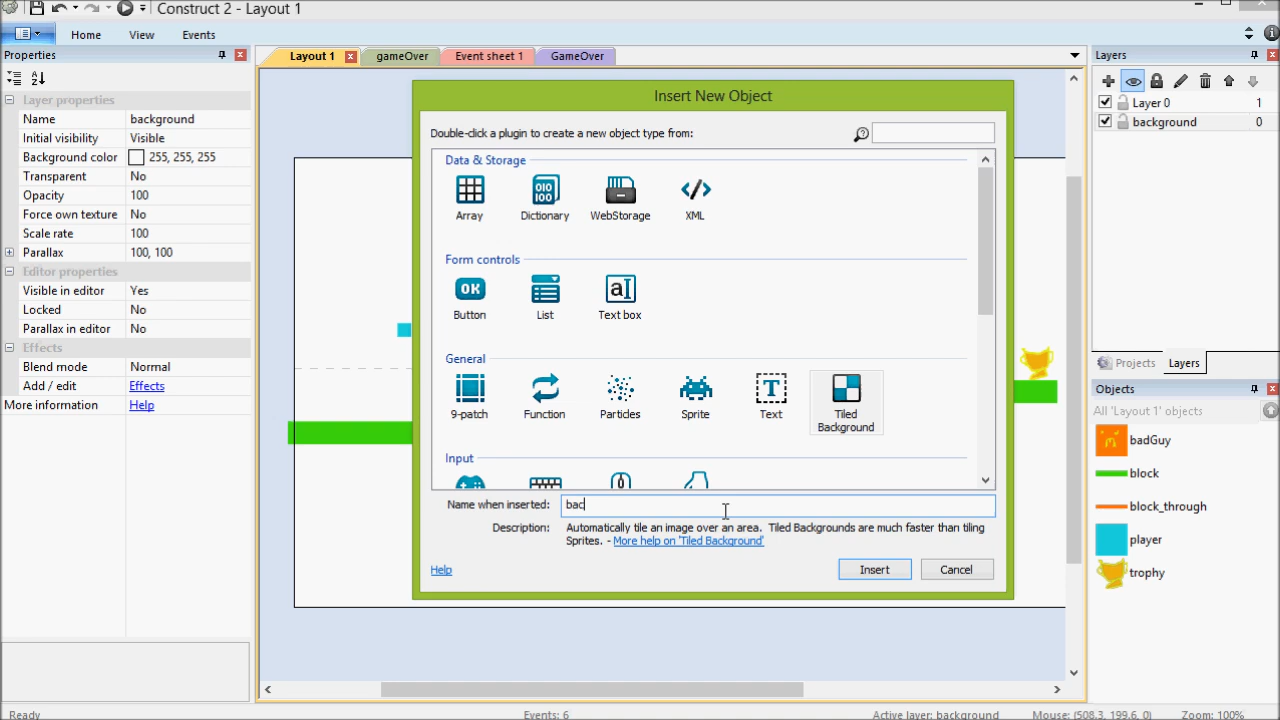 Construct 2 - Layout 1
Home View Events
Properties
Layout 1 gameOver Event sheet 1 GameOver
Layers
Layer properties
Name background
Initial visibility Visible
Background color 255, 255, 255
Transparent No
Opacity 100
Force own texture No
Scale rate 100
Parallax 100, 100
Editor properties
Visible in editor Yes
Locked No
Parallax in editor No
Effects
Blend mode Normal
Add / edit Effects
More information Help
Insert New Object
Double-click a plugin to create a new object type from:
Data & Storage
Array Dictionary WebStorage XML
Form controls
OK aI
Button List Text box
General
T
9-patch Function Particles Sprite Text Tiled Background
Input
Name when inserted: bac
Description: Automatically tile an image over an area. Tiled Backgrounds are much faster than tiling
Sprites. - More help on 'Tiled Background'
Help Insert Cancel
Layer 0 1
background 0
Projects Layers
Objects
All 'Layout 1' objects
badGuy
block
block_through
player
trophy
Ready Events: 6 Active layer: background Mouse: (508.3, 199.6, 0) Zoom: 100%